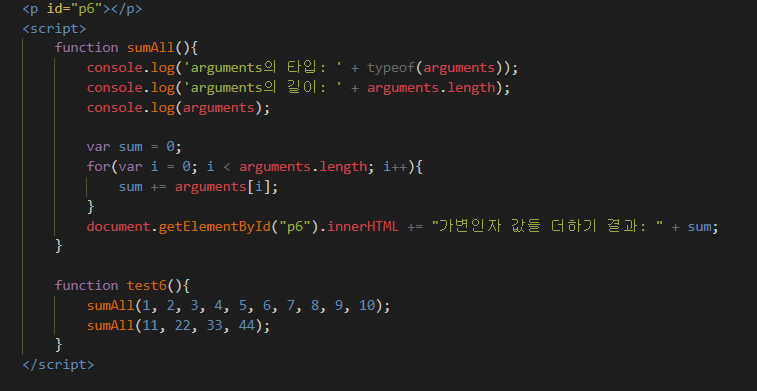 <p id="p6"></p>
<script>
function sumAll(){
console.log('arguments의 타입: ' + typeof(arguments));
console.log('arguments의 길이: ' + arguments.length);
console.log(arguments);
var sum = 0;
for(var i = 0; i < arguments.length; i++){
sum += arguments[i];
}
document.getElementById("p6").innerHTML += "가변인자 값들 더하기 결과: " + sum;
}
function test6(){
sumAll(1, 2, 3, 4, 5, 6, 7, 8, 9, 10);
sumAll(11, 22, 33, 44);
}
</script>